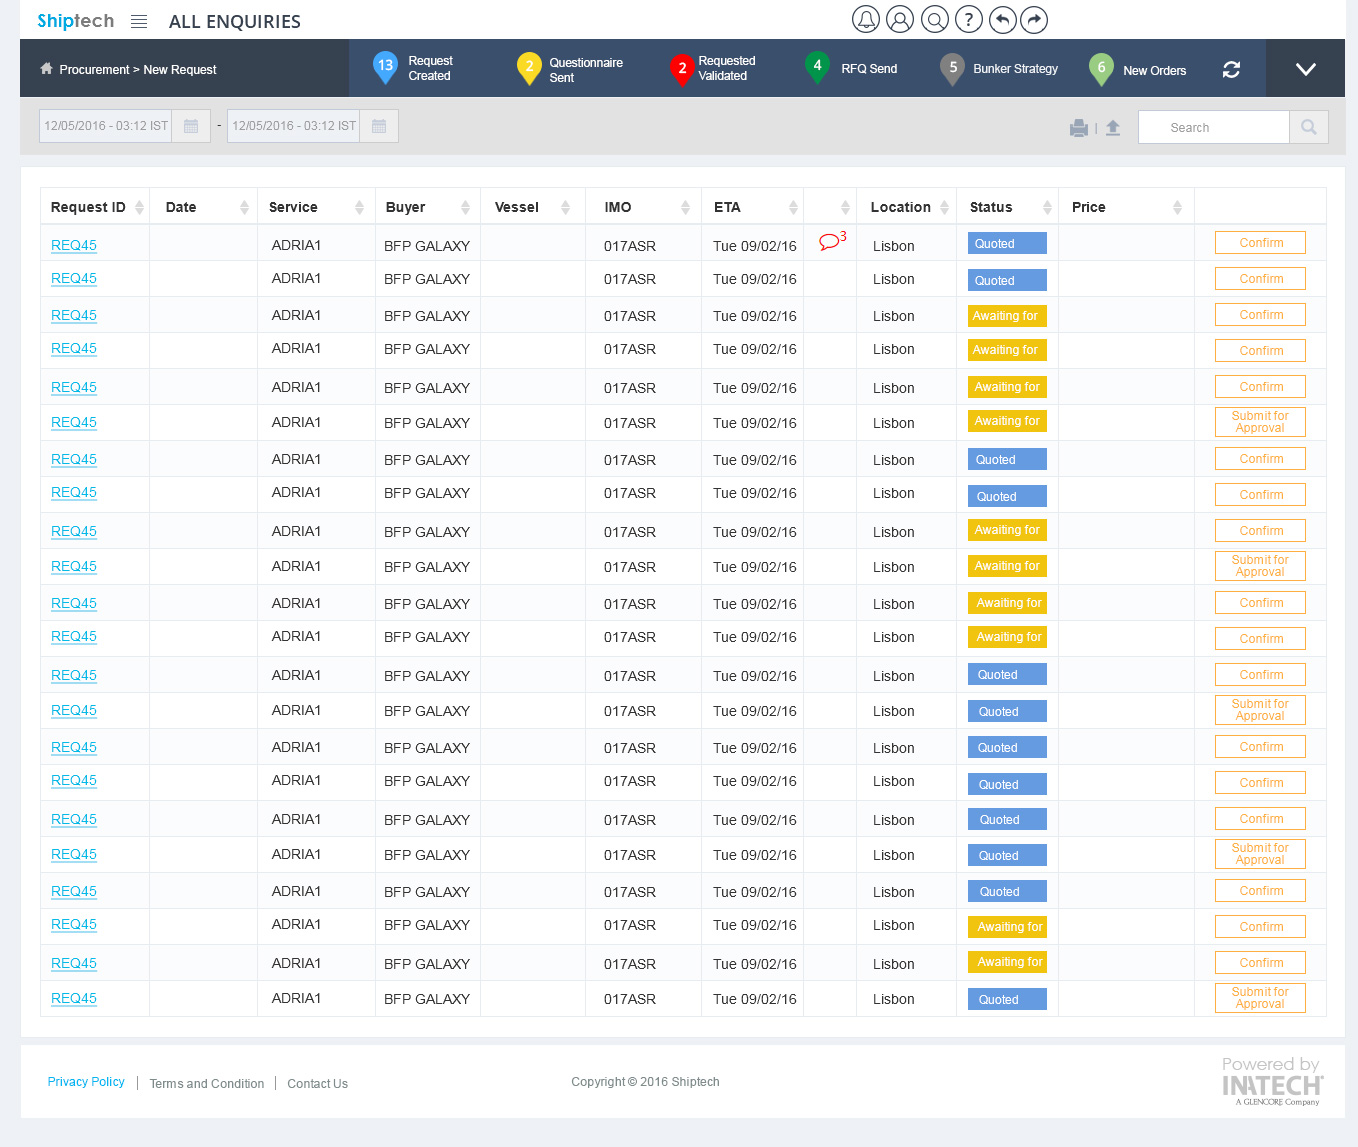 Shiptech ALL ENQUIRIES ?
Procurement > New Request 13 Request Created 2 Questionnaire Sent 2 Requested Validated 4 RFQ Send 5 Bunker Strategy 6 New Orders
12/05/2016 - 03:12 IST - 12/05/2016 - 03:12 IST | Search
Request ID Date Service Buyer Vessel IMO ETA Location Status Price
REQ45 ADRIA1 BFP GALAXY 017ASR Tue 09/02/16 3 Lisbon Quoted Confirm
REQ45 ADRIA1 BFP GALAXY 017ASR Tue 09/02/16 Lisbon Quoted Confirm
REQ45 ADRIA1 BFP GALAXY 017ASR Tue 09/02/16 Lisbon Awaiting for Confirm
REQ45 ADRIA1 BFP GALAXY 017ASR Tue 09/02/16 Lisbon Awaiting for Confirm
REQ45 ADRIA1 BFP GALAXY 017ASR Tue 09/02/16 Lisbon Awaiting for Confirm
REQ45 ADRIA1 BFP GALAXY 017ASR Tue 09/02/16 Lisbon Awaiting for Submit for Approval
REQ45 ADRIA1 BFP GALAXY 017ASR Tue 09/02/16 Lisbon Quoted Confirm
REQ45 ADRIA1 BFP GALAXY 017ASR Tue 09/02/16 Lisbon Quoted Confirm
REQ45 ADRIA1 BFP GALAXY 017ASR Tue 09/02/16 Lisbon Awaiting for Confirm
REQ45 ADRIA1 BFP GALAXY 017ASR Tue 09/02/16 Lisbon Awaiting for Submit for Approval
REQ45 ADRIA1 BFP GALAXY 017ASR Tue 09/02/16 Lisbon Awaiting for Confirm
REQ45 ADRIA1 BFP GALAXY 017ASR Tue 09/02/16 Lisbon Awaiting for Confirm
REQ45 ADRIA1 BFP GALAXY 017ASR Tue 09/02/16 Lisbon Quoted Confirm
REQ45 ADRIA1 BFP GALAXY 017ASR Tue 09/02/16 Lisbon Quoted Submit for Approval
REQ45 ADRIA1 BFP GALAXY 017ASR Tue 09/02/16 Lisbon Quoted Confirm
REQ45 ADRIA1 BFP GALAXY 017ASR Tue 09/02/16 Lisbon Quoted Confirm
REQ45 ADRIA1 BFP GALAXY 017ASR Tue 09/02/16 Lisbon Quoted Confirm
REQ45 ADRIA1 BFP GALAXY 017ASR Tue 09/02/16 Lisbon Quoted Submit for Approval
REQ45 ADRIA1 BFP GALAXY 017ASR Tue 09/02/16 Lisbon Quoted Confirm
REQ45 ADRIA1 BFP GALAXY 017ASR Tue 09/02/16 Lisbon Awaiting for Confirm
REQ45 ADRIA1 BFP GALAXY 017ASR Tue 09/02/16 Lisbon Awaiting for Confirm
REQ45 ADRIA1 BFP GALAXY 017ASR Tue 09/02/16 Lisbon Quoted Submit for Approval
Privacy Policy | Terms and Condition | Contact Us Copyright © 2016 Shiptech
Powered by
INATECH
A GLENCORE Company